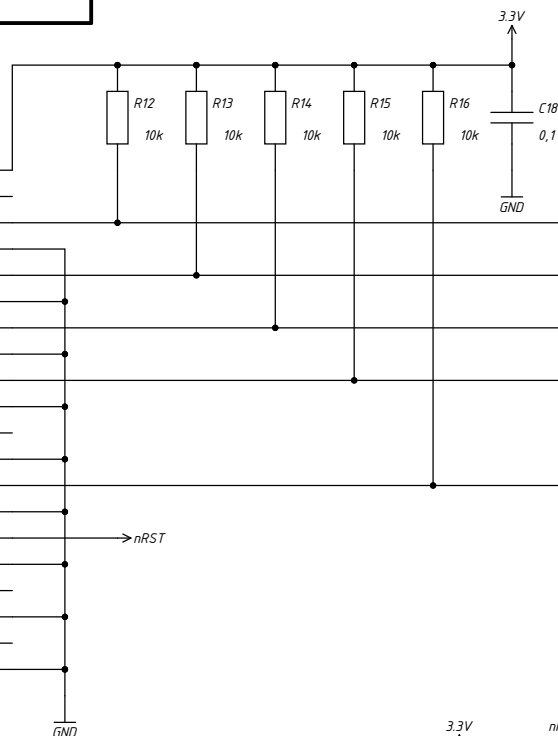 3.3V
R12
R13
R14
R15
R16
C18
10k
10k
10k
10k
10k
0,1
GND
nRST
3.3V
GND